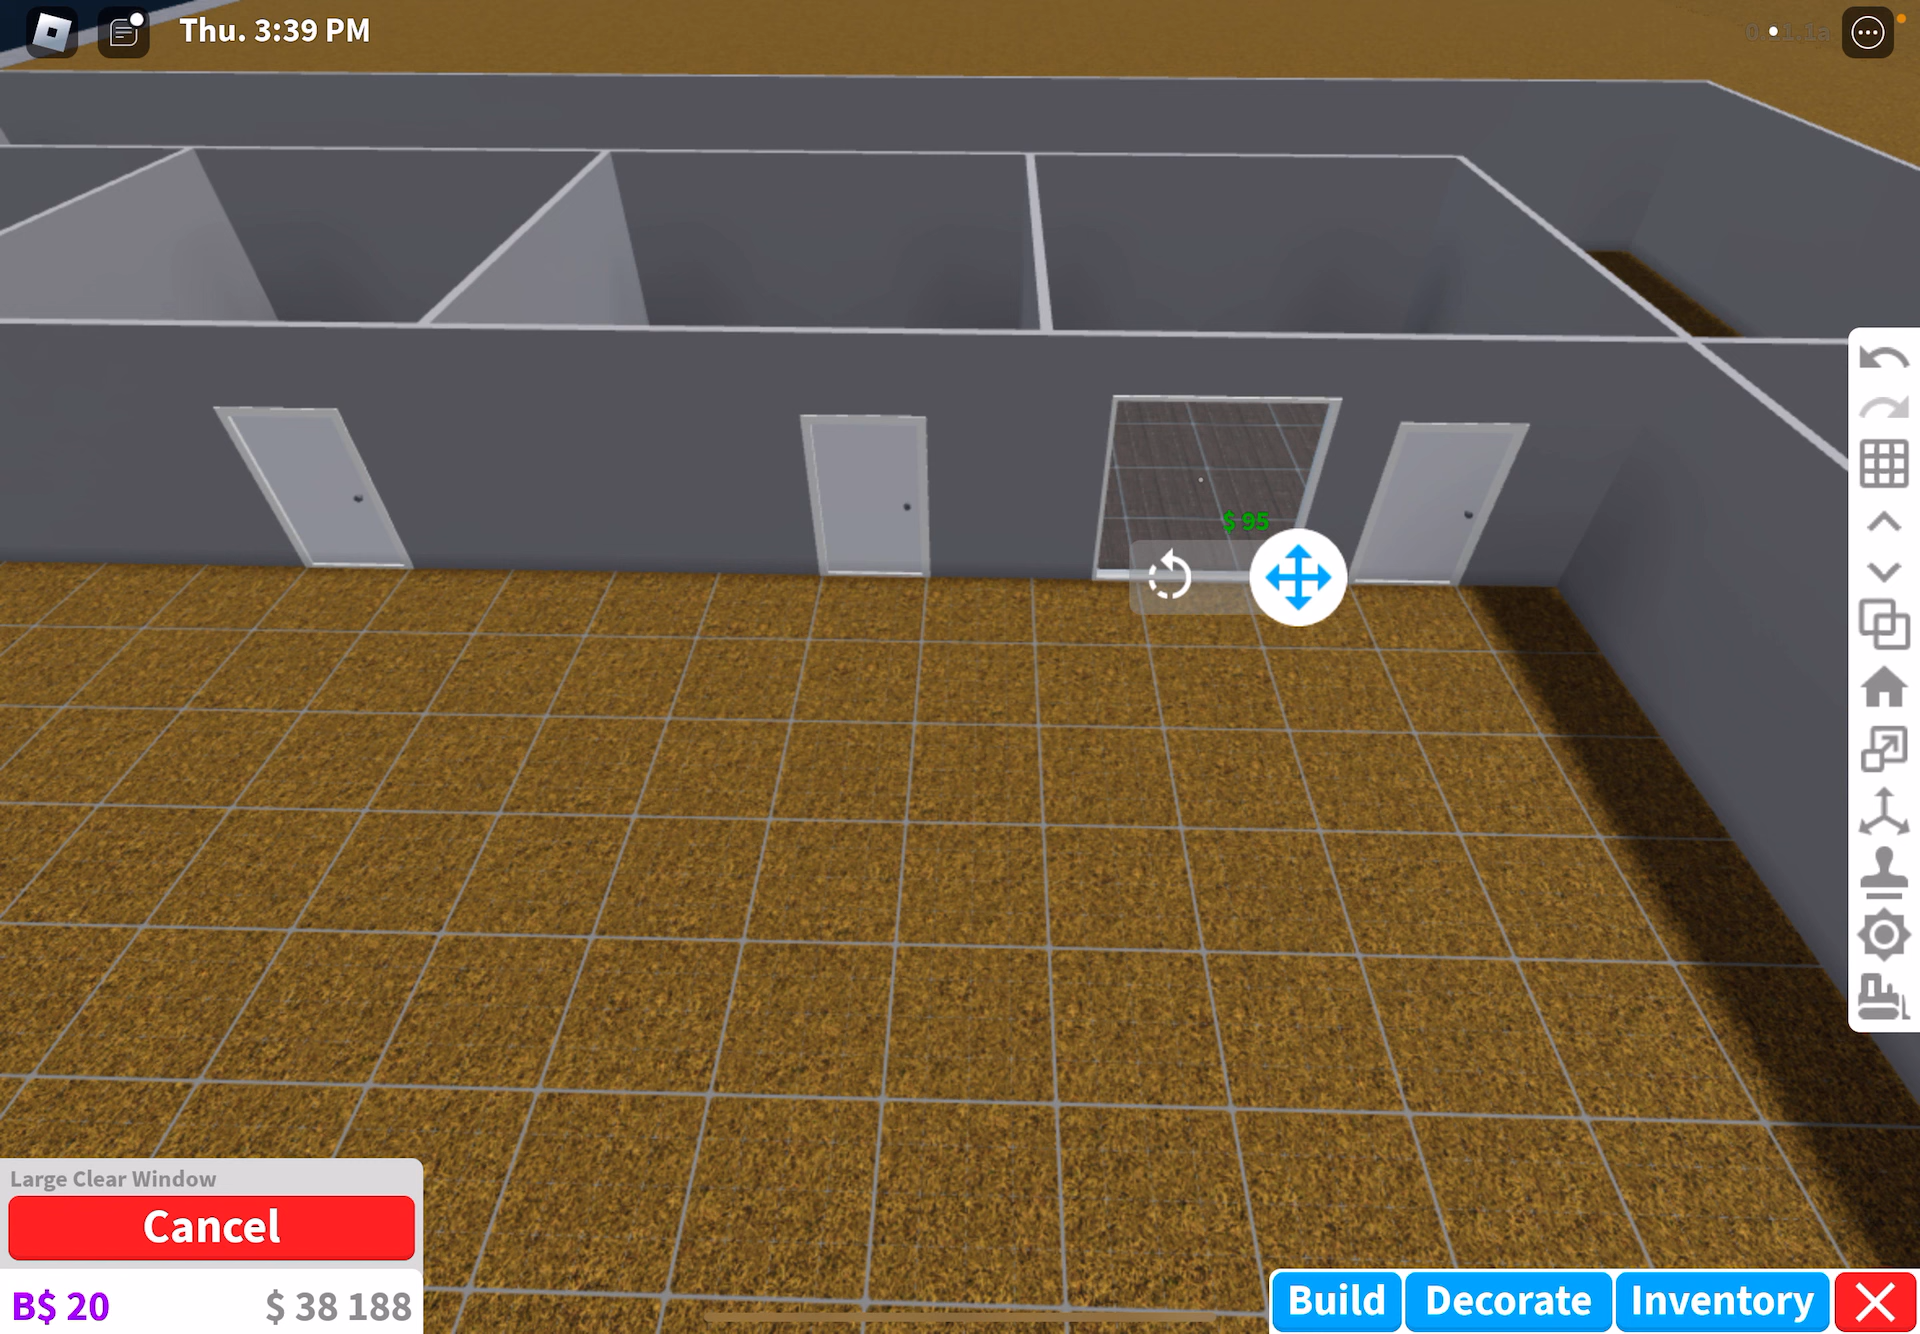 Thu. 3:39 PM
$ 95
Large Clear Window
Cancel
B$ 20
$ 38 188
Build
Decorate
Inventory